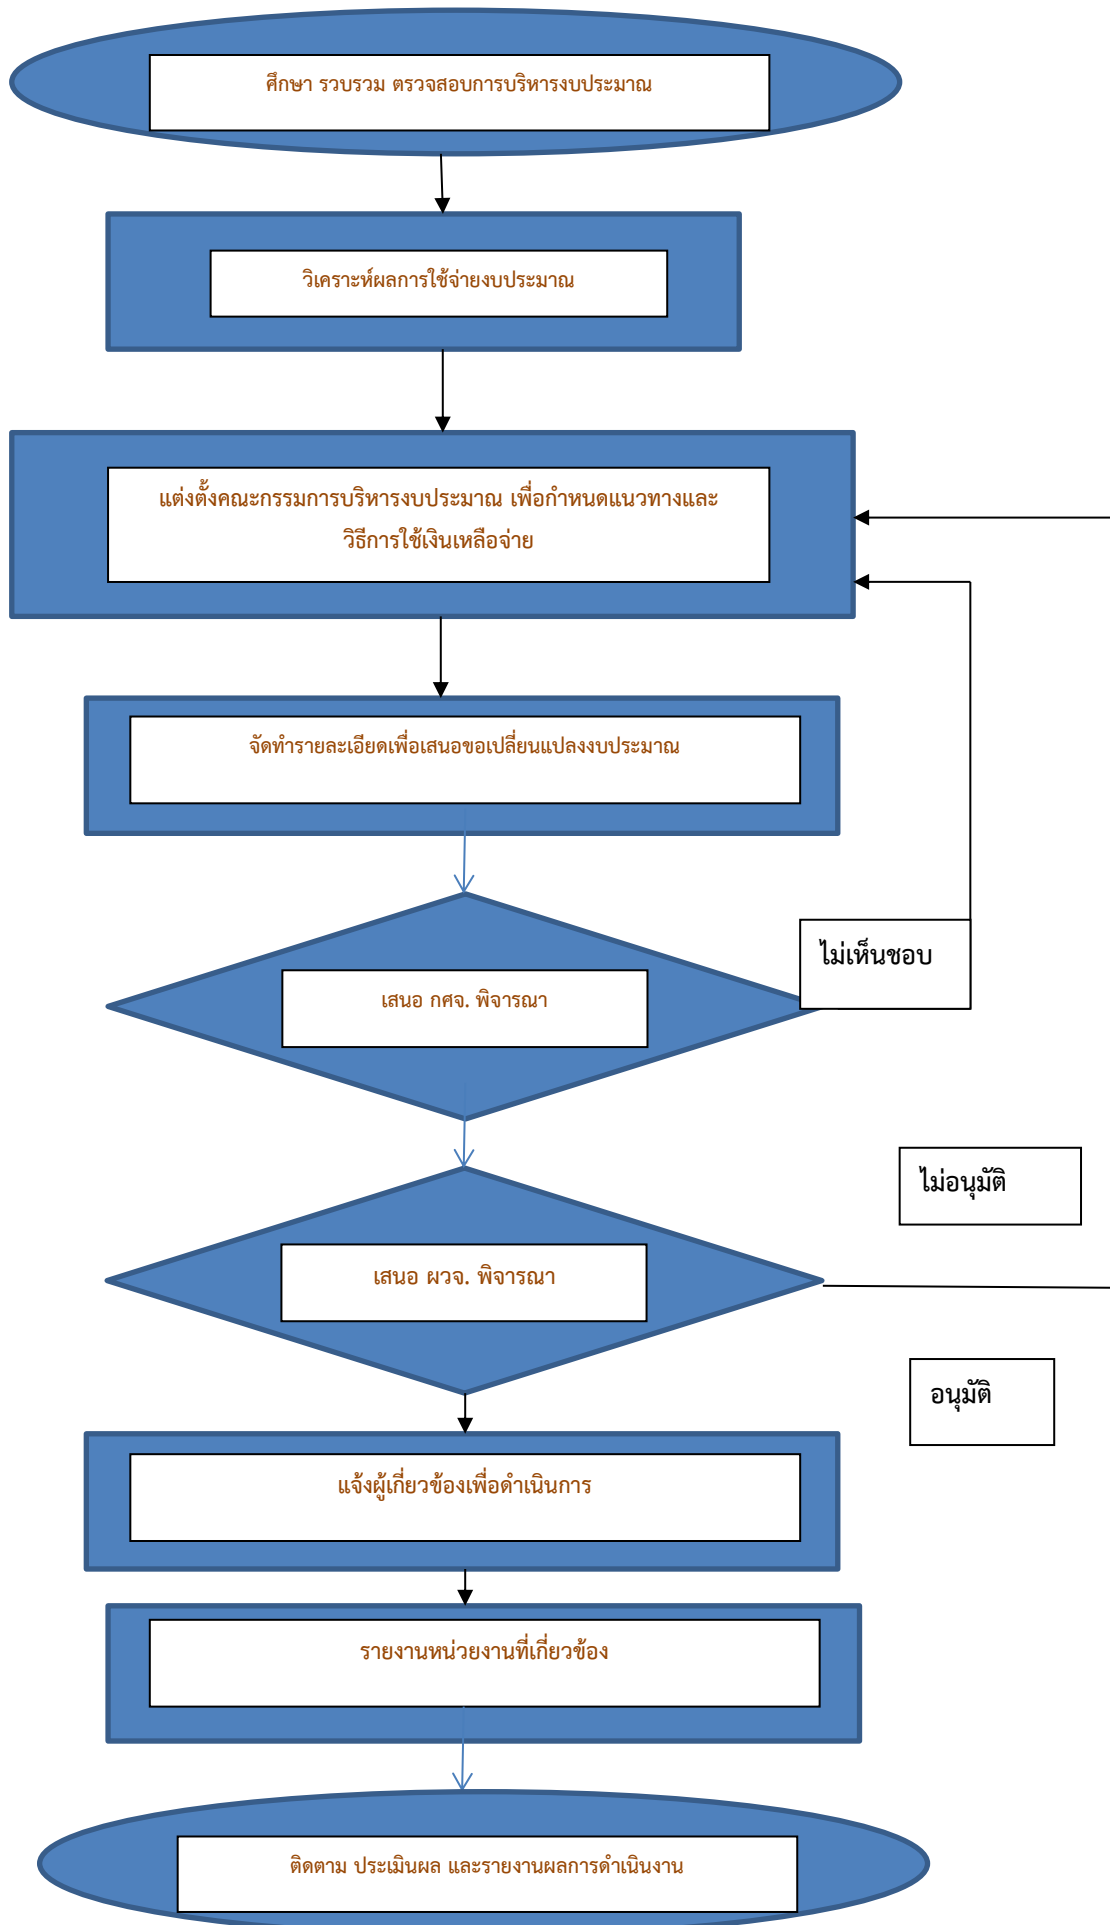 ศึกษา รวบรวม ตรวจสอบการบริหารงบประมาณ
วิเคราะห์ผลการใช้จ่ายงบประมาณ
แต่งตั้งคณะกรรมการบริหารงบประมาณ เพื่อกำหนดแนวทางและ
วิธีการใช้เงินเหลือจ่าย
จัดทำรายละเอียดเพื่อเสนอขอเปลี่ยนแปลงงบประมาณ
ไม่เห็นชอบ
เสนอ กศจ. พิจารณา
ไม่อนุมัติ
เสนอ ผวจ. พิจารณา
อนุมัติ
แจ้งผู้เกี่ยวข้องเพื่อดำเนินการ
รายงานหน่วยงานที่เกี่ยวข้อง
ติดตาม ประเมินผล และรายงานผลการดำเนินงาน